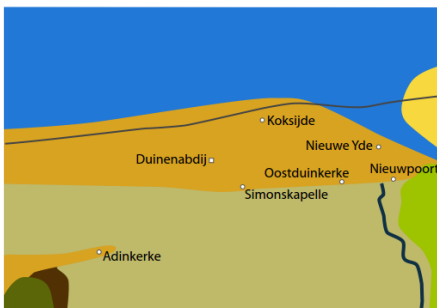 Koksijde
Nieuwe Yde
Duinenabdij
Oostduinkerke
Nieuwpoort
Simonskapelle
Adinkerke